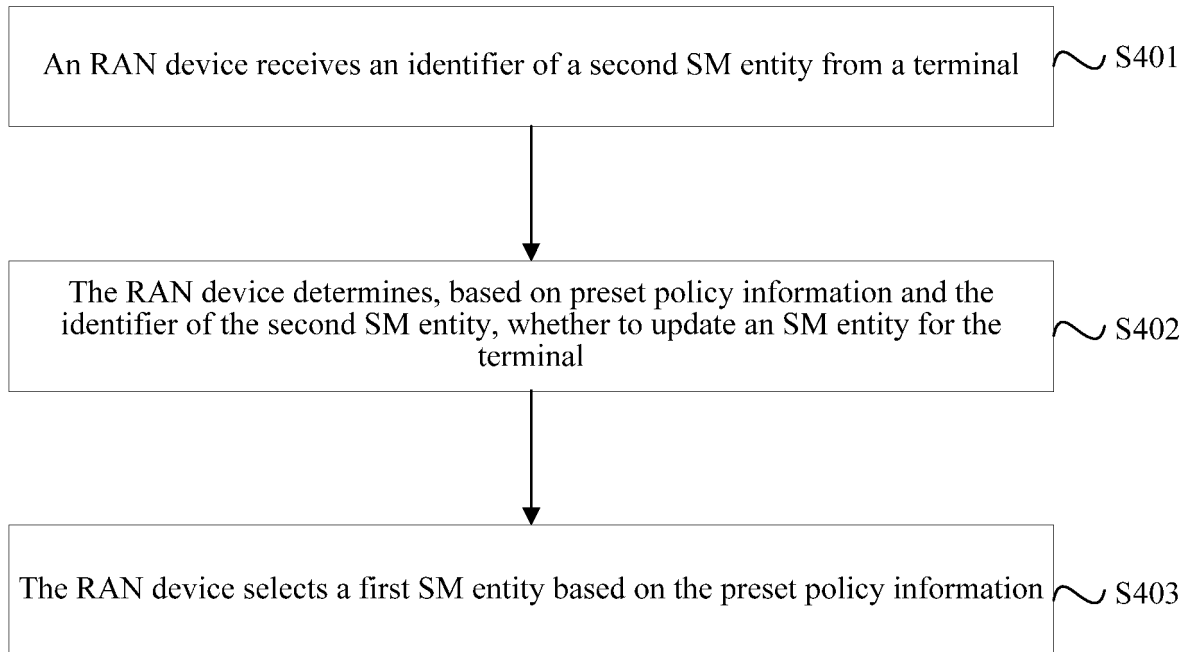 An RAN device receives an identifier of a second SM entity from a terminal
S401
The RAN device determines, based on preset policy information and the
identifier of the second SM entity, whether to update an SM entity for the
terminal
S402
The RAN device selects a first SM entity based on the preset policy information
S403